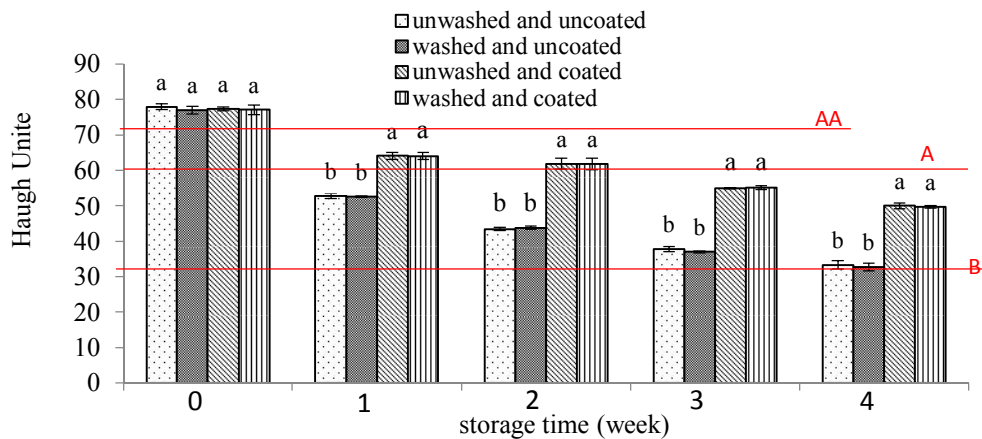 unwashed and uncoated
washed and uncoated
unwashed and coated
washed and coated
Haugh Unite
90
80
70
60
50
40
30
20
10
0
a a a a
b b a a
b b a a
b b a a
b b a a
AA
A
B
0 1 2 3 4
storage time (week)